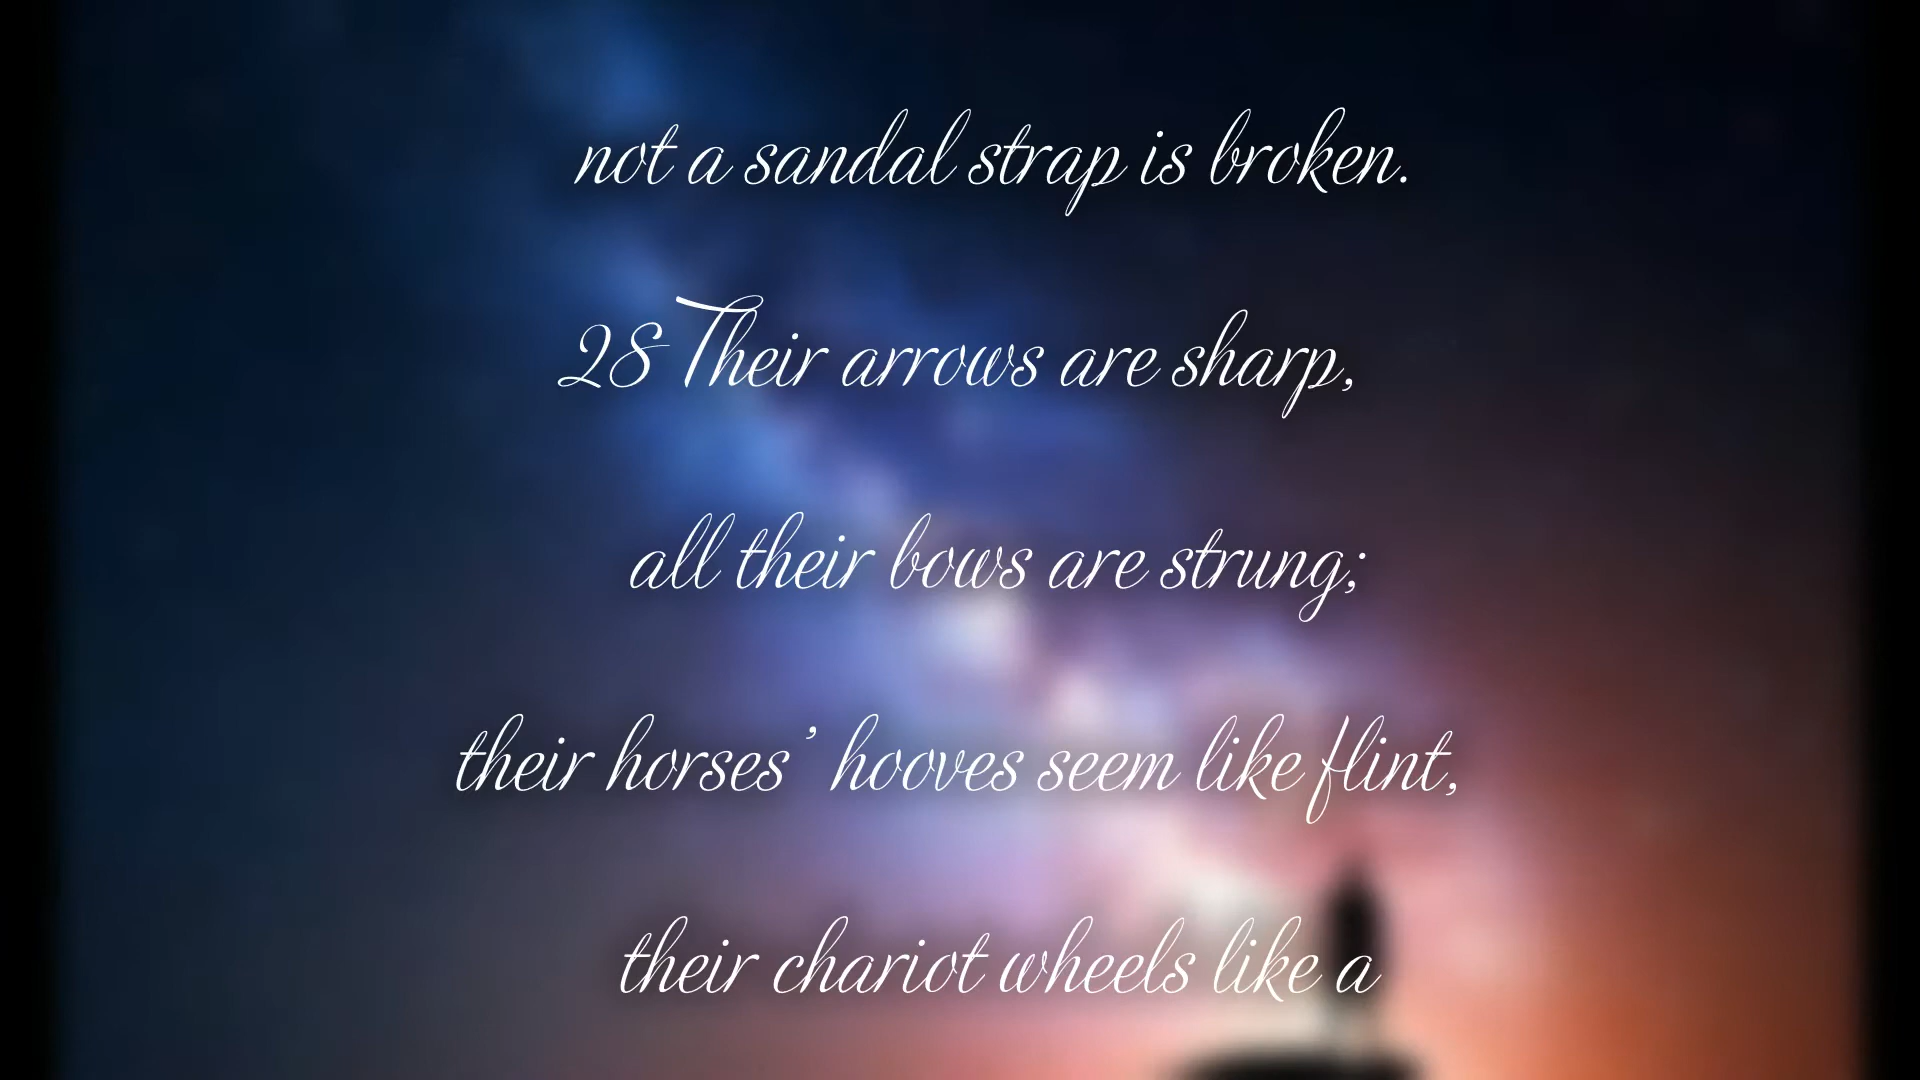 not a sandal strap is broken.
28 Their arrows are sharp,
all their bows are strung;
their horses’ hooves seem like flint,
their chariot wheels like a